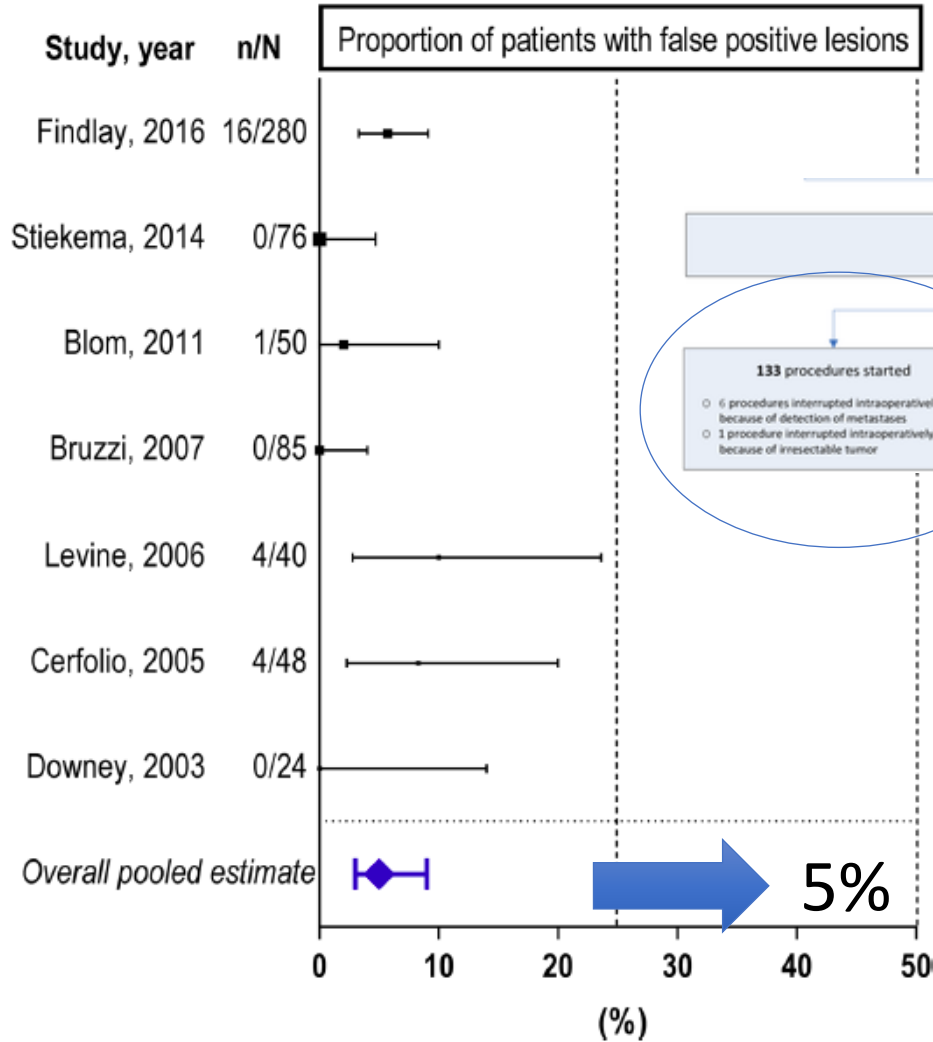 Study, year n/N Proportion of patients with false positive lesions
Findlay, 2016 16/280
Stiekema, 2014 0/76
Blom, 2011 1/50
133 procedures started
6 procedures interrupted intraoperativel
because of detection of metastases
1 procedure interrupted intraoperatively
because of irresectable tumor
Bruzzi, 2007 0/85
Levine, 2006 4/40
Cerfolio, 2005 4/48
Downey, 2003 0/24
Overall pooled estimate 5%
0 10 20 30 40 50
(%)